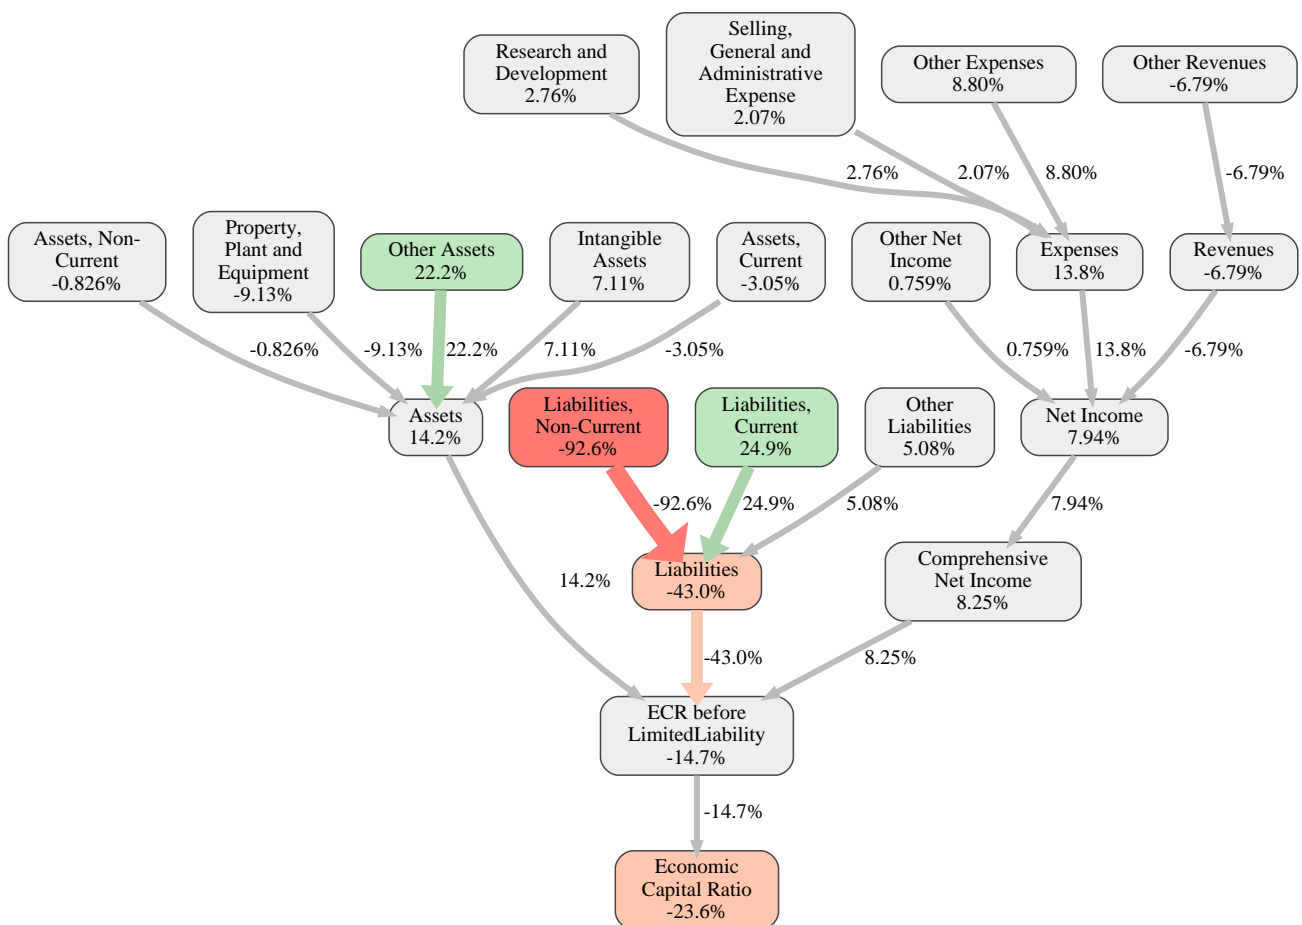 Research and
Development
2.76%
Selling,
General and
Administrative
Expense
2.07%
Other Expenses
8.80%
Other Revenues
-6.79%
2.76%
2.07%
8.80%
-6.79%
Assets, Non-
Current
-0.826%
Property,
Plant and
Equipment
-9.13%
Other Assets
22.2%
Intangible
Assets
7.11%
Assets,
Current
-3.05%
Other Net
Income
0.759%
Expenses
13.8%
Revenues
-6.79%
-0.826%
-9.13%
22.2%
7.11%
-3.05%
0.759%
13.8%
-6.79%
Assets
14.2%
Liabilities,
Non-Current
-92.6%
Liabilities,
Current
24.9%
Other
Liabilities
5.08%
Net Income
7.94%
-92.6%
24.9%
5.08%
7.94%
14.2%
Liabilities
-43.0%
Comprehensive
Net Income
8.25%
-43.0%
8.25%
ECR before
LimitedLiability
-14.7%
-14.7%
Economic
Capital Ratio
-23.6%